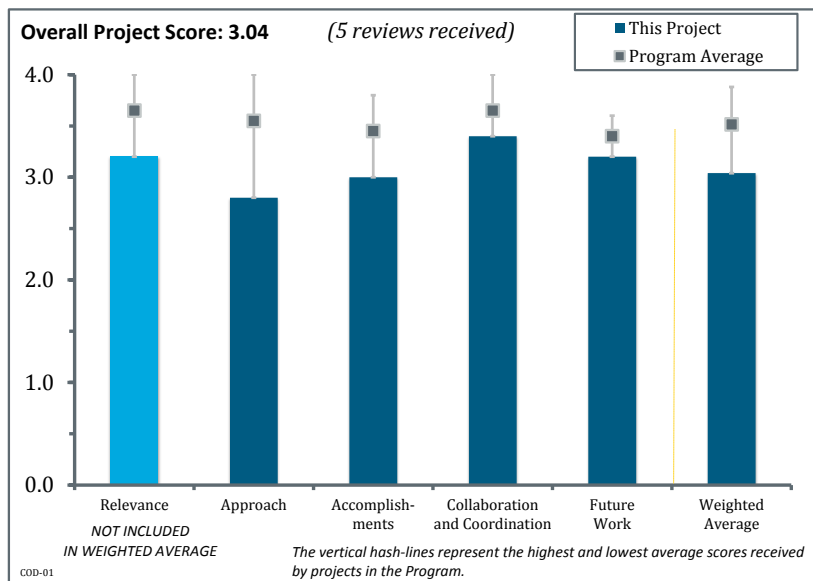 Overall Project Score: 3.04 (5 reviews received)
This Project
Program Average
4.0
3.0
2.0
1.0
0.0
Relevance
NOT INCLUDED
IN WEIGHTED AVERAGE
Approach
Accomplish-
ments
Collaboration
and Coordination
Future
Work
Weighted
Average
The vertical hash-lines represent the highest and lowest average scores received
by projects in the Program.
COD-01